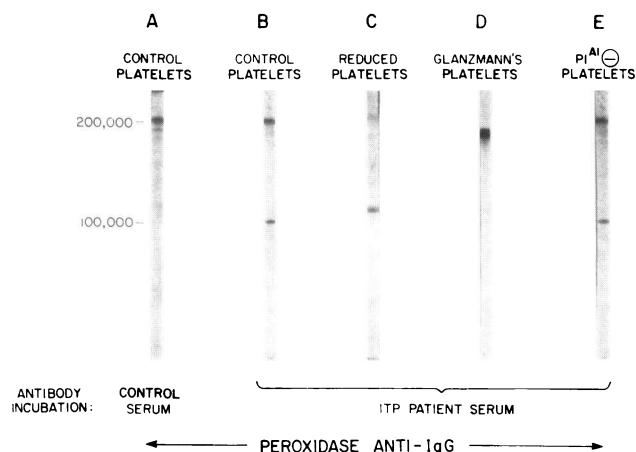 A B C D E
CONTROL PLATELETS CONTROL PLATELETS REDUCED PLATELETS GLANZMANN'S PLATELETS Pl^A1 ⊖ PLATELETS
200,000
100,000
ANTIBODY INCUBATION: CONTROL SERUM ITP PATIENT SERUM
PEROXIDASE ANTI-IgG